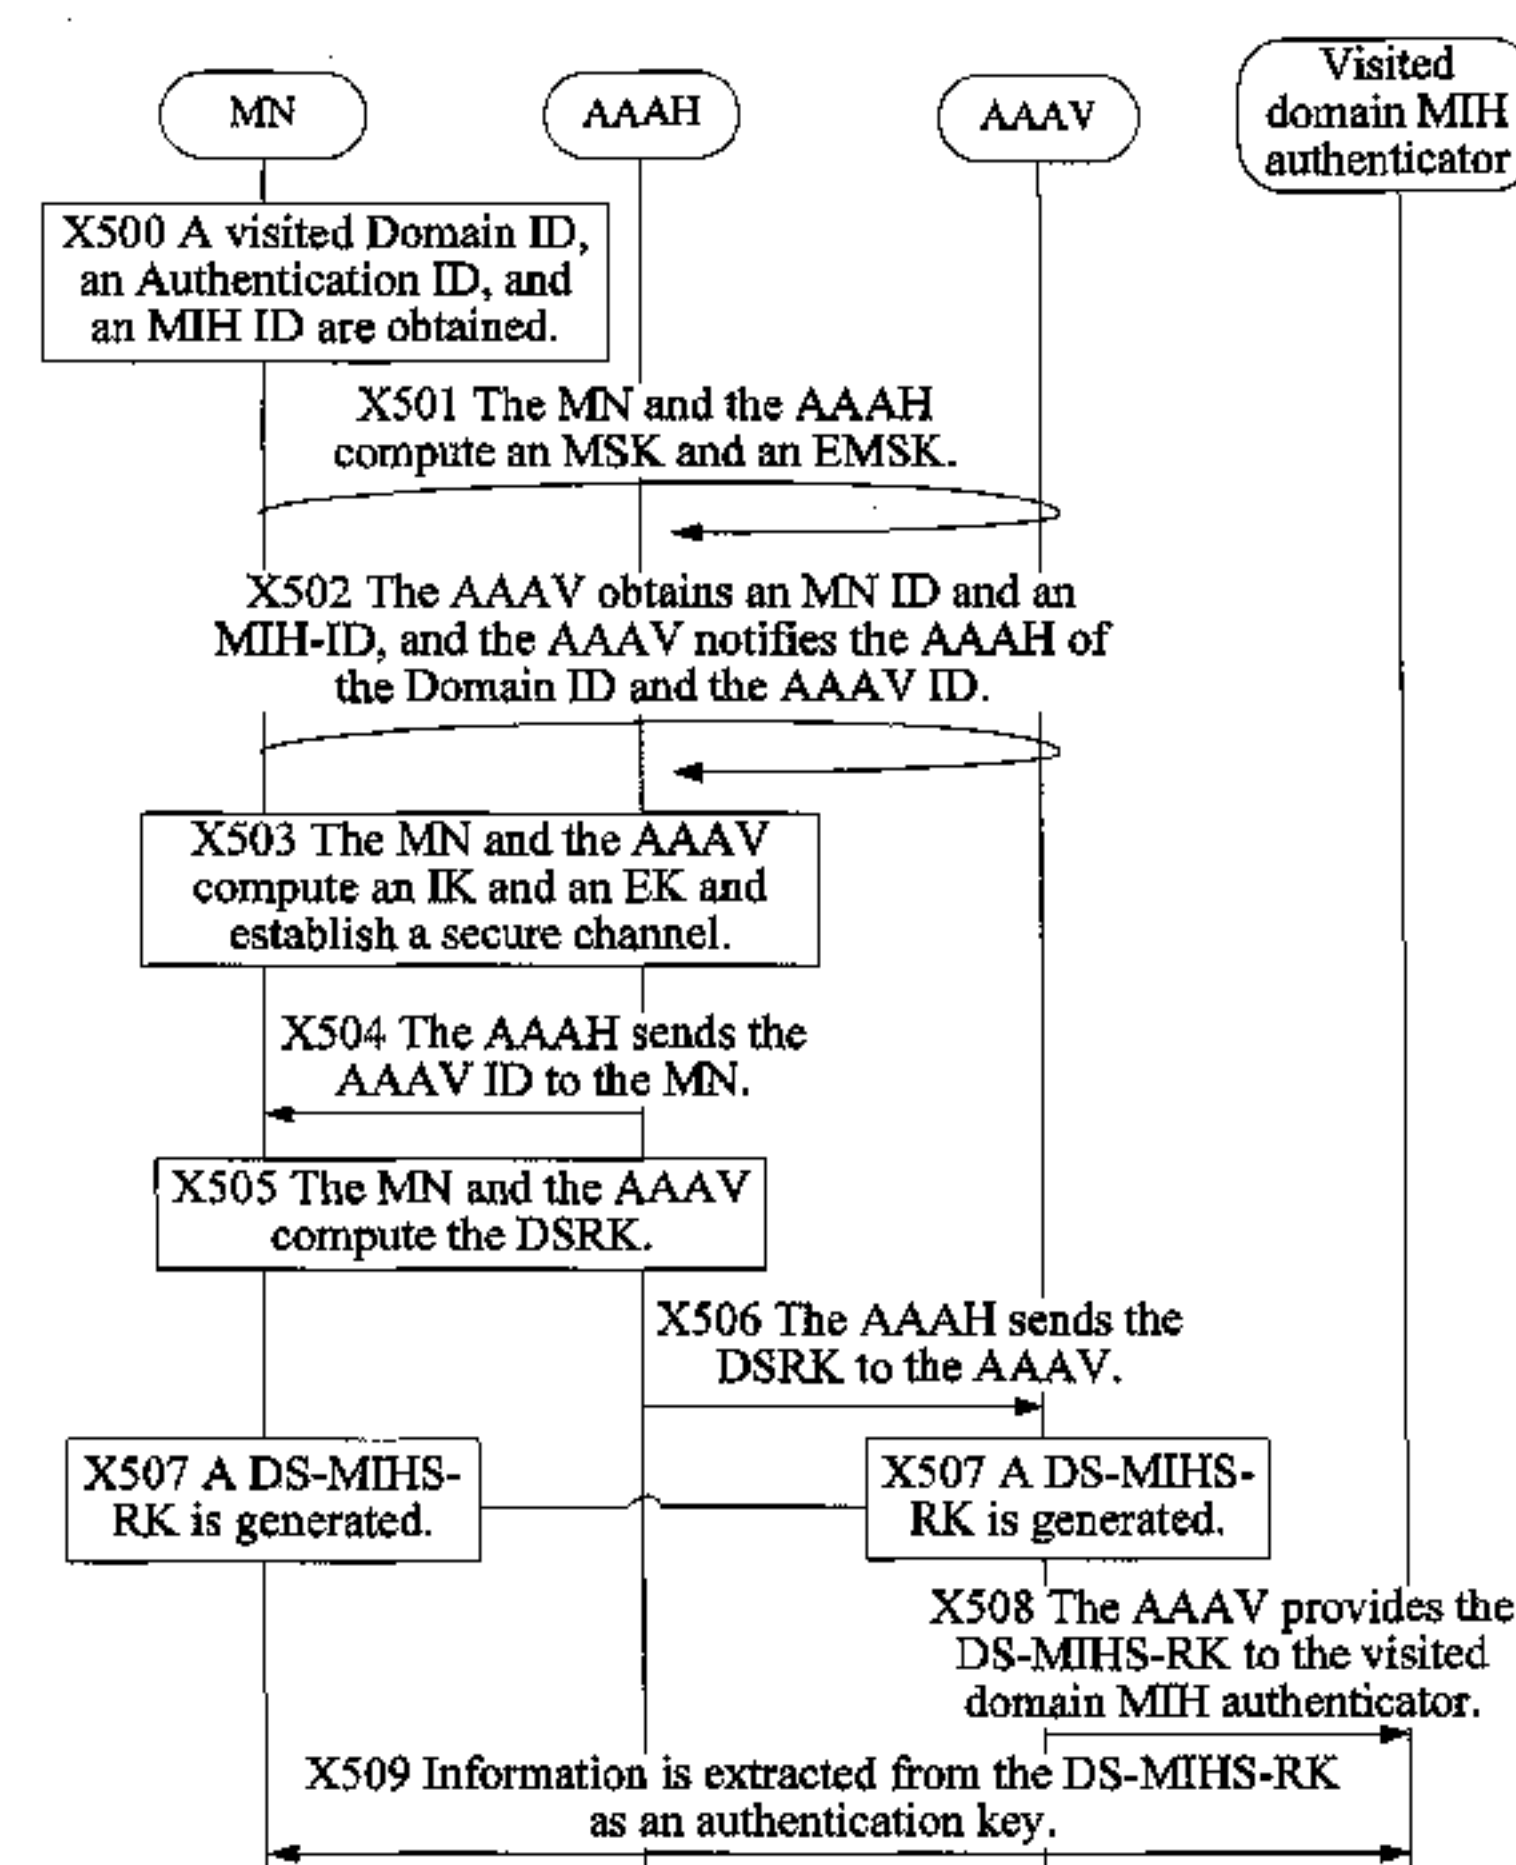 MN
AAAH
AAAV
Visited
domain MIH
authenticator
X500 A visited Domain ID,
an Authentication ID, and
an MIH ID are obtained.
X501 The MN and the AAAH
compute an MSK and an EMSK.
X502 The AAAV obtains an MN ID and an
MIH-ID, and the AAAV notifies the AAAH of
the Domain ID and the AAAV ID.
X503 The MN and the AAAV
compute an IK and an EK and
establish a secure channel.
X504 The AAAH sends the
AAAV ID to the MN.
X505 The MN and the AAAV
compute the DSRK.
X506 The AAAH sends the
DSRK to the AAAV.
X507 A DS-MIHS-
RK is generated.
X507 A DS-MIHS-
RK is generated.
X508 The AAAV provides the
DS-MIHS-RK to the visited
domain MIH authenticator.
X509 Information is extracted from the DS-MIHS-RK
as an authentication key.